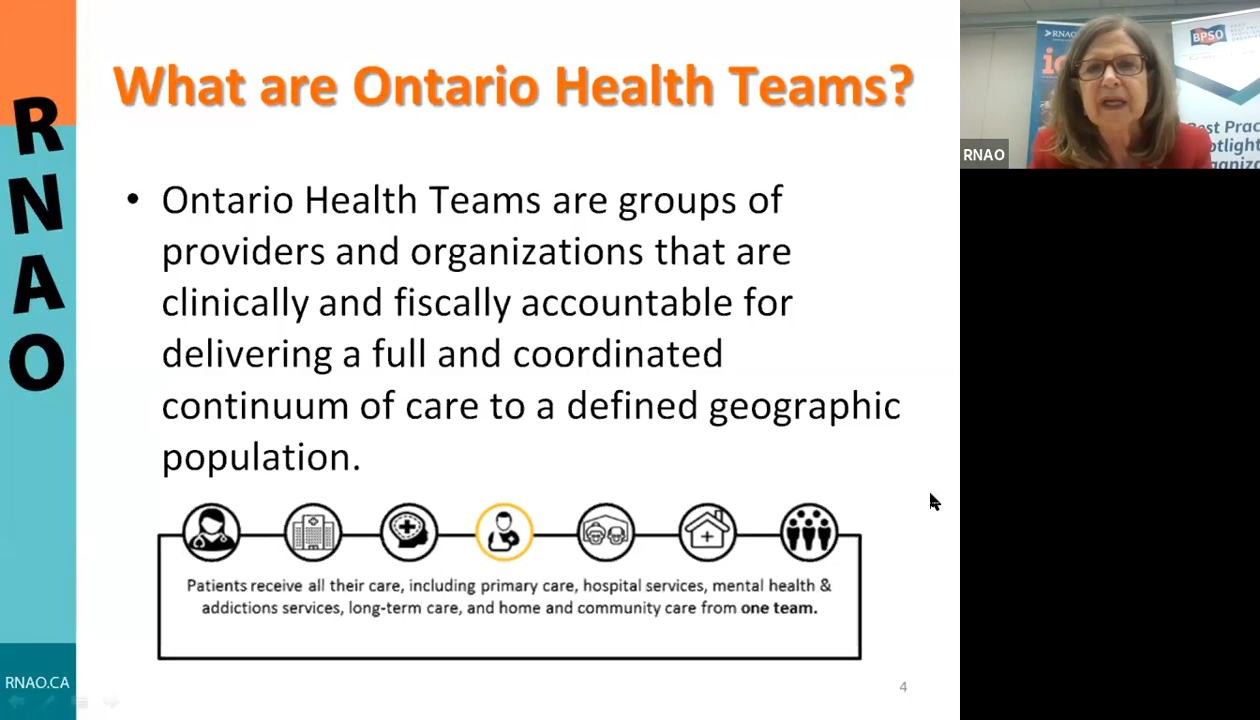 What are Ontario Health Teams?
RNAO
• Ontario Health Teams are groups of
providers and organizations that are
clinically and fiscally accountable for
delivering a full and coordinated
continuum of care to a defined geographic
population.
Patients receive all their care, including primary care, hospital services, mental health &
addictions services, long-term care, and home and community care from one team.
RNAO.CA
4
RNAO
BPSO
RNAO